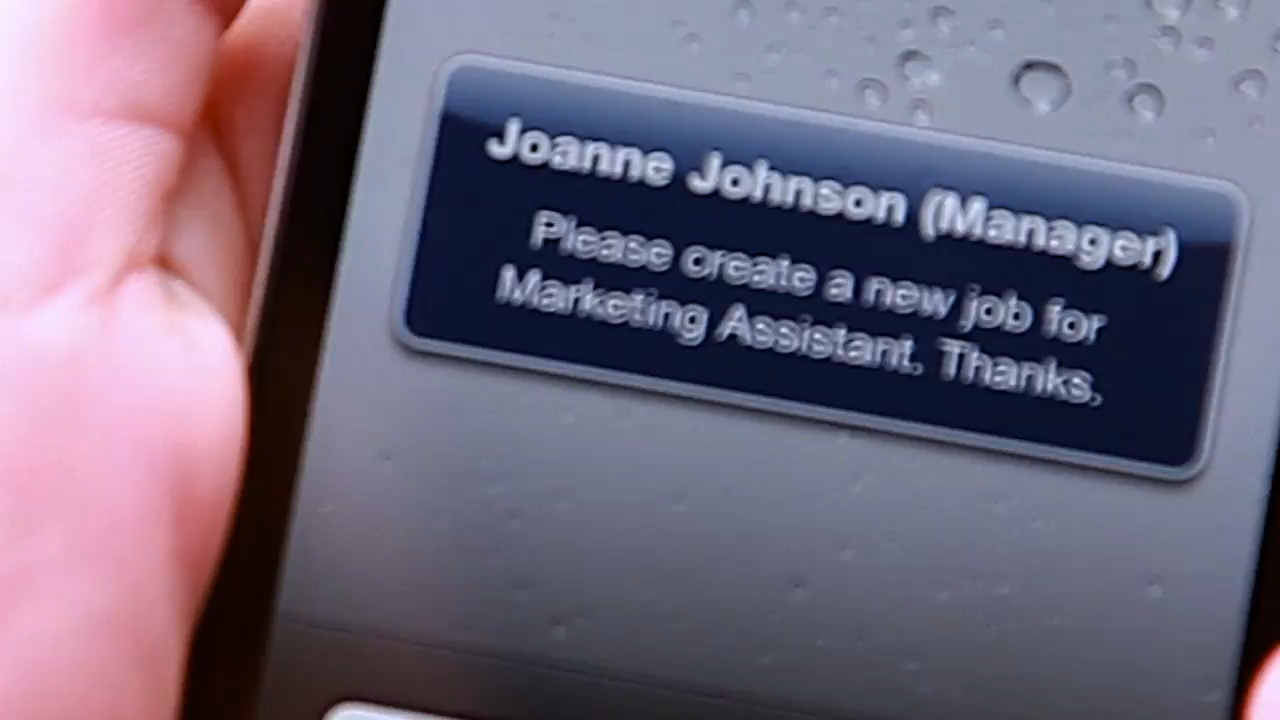 Joanne Johnson (Manager)
Please create a new job for
Marketing Assistant. Thanks.